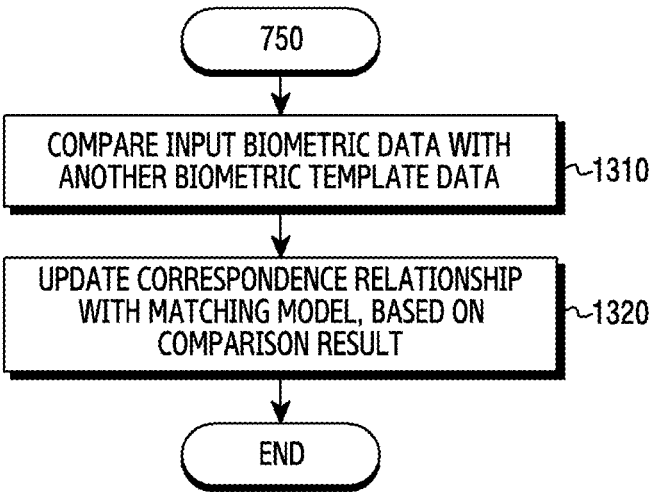 750
COMPARE INPUT BIOMETRIC DATA WITH
ANOTHER BIOMETRIC TEMPLATE DATA
1310
UPDATE CORRESPONDENCE RELATIONSHIP
WITH MATCHING MODEL, BASED ON
COMPARISON RESULT
1320
END